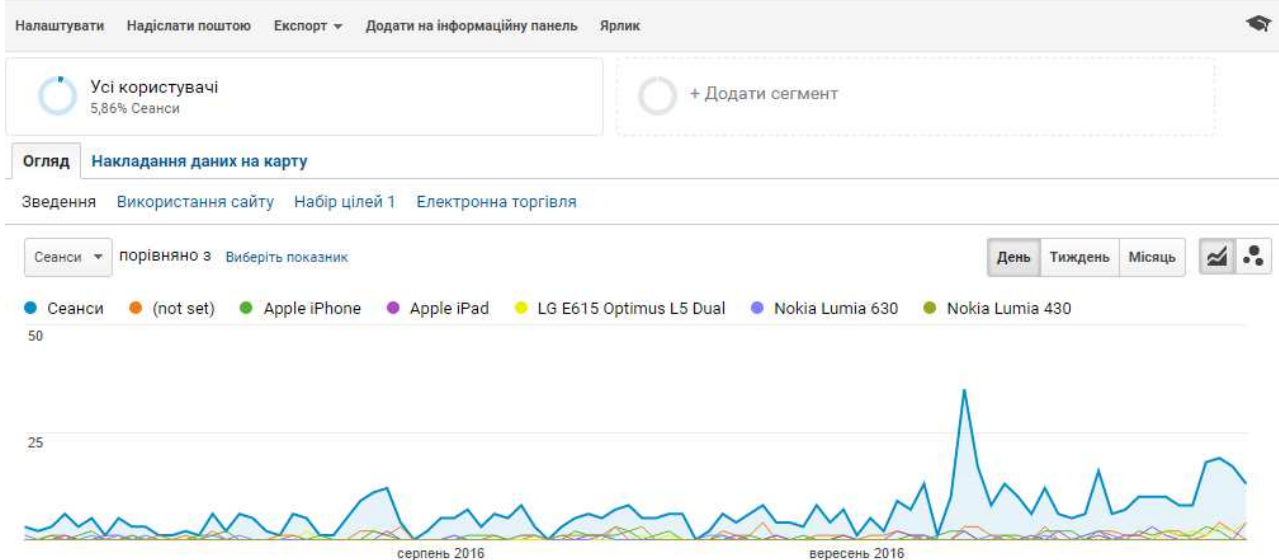 Налаштувати Надіслати поштою Експорт Додати на інформаційну панель Ярлик
Усі користувачі
5,86% Сеанси
+ Додати сегмент
Огляд Накладання даних на карту
Зведення Використання сайту Набір цілей 1 Електронна торгівля
Сеанси порівняно з Виберіть показник
День Тиждень Місяць
Сеанси (not set) Apple iPhone Apple iPad LG E615 Optimus L5 Dual Nokia Lumia 630 Nokia Lumia 430
50
25
серпень 2016 вересень 2016